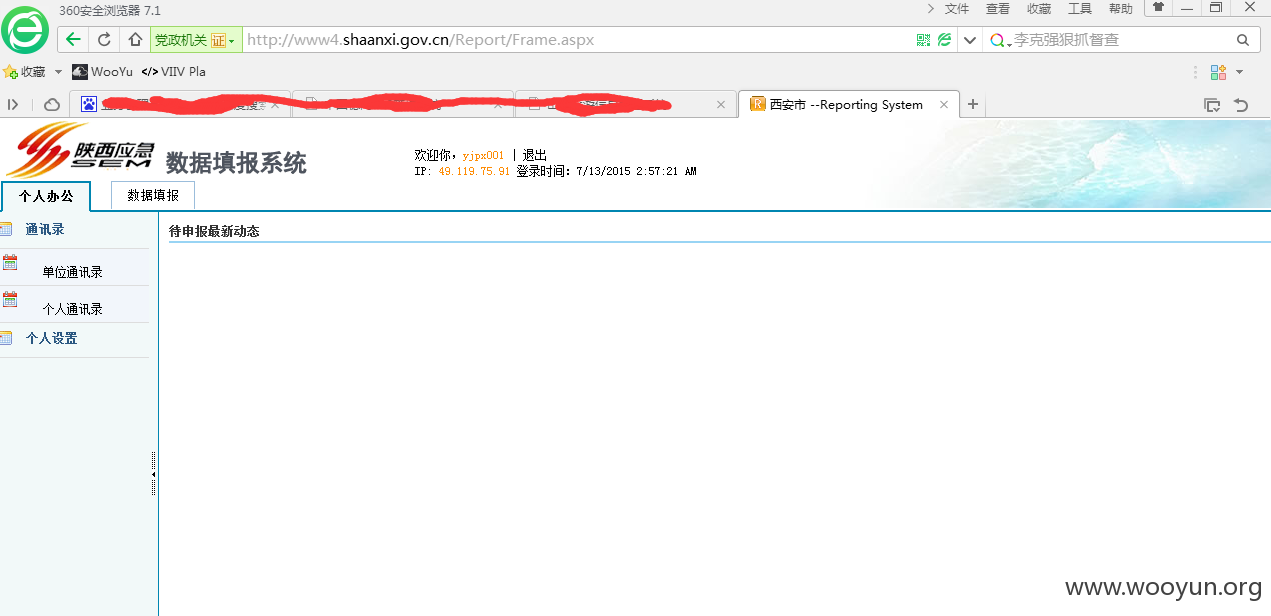 360安全浏览器 7.1
文件 查看 收藏 工具 帮助
党政机关 证 http://www4.shaanxi.gov.cn/Report/Frame.aspx
李克强狠抓督查
收藏 WooYu </> VIIV Pla
西安市 --Reporting System
陕西应急 数据填报系统
欢迎你，yjpx001 | 退出
IP: 49.119.75.91 登录时间：7/13/2015 2:57:21 AM
个人办公 数据填报
通讯录
单位通讯录
个人通讯录
个人设置
待申报最新动态
www.wooyun.org